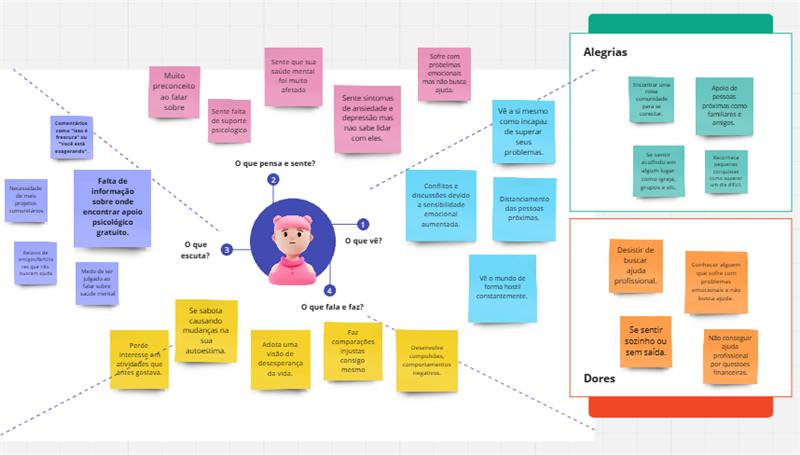 Muito
preconceito
ao falar
sobre
Sente falta
de suporte
psicologico
Sente que sua
saúde mental
foi muito
afetada
Sente sintomas
de ansiedade e
depressão mas
nao sabe lidar
com eles.
Sofre com
probelmas
emocionais
mas não busca
ajuda.
O que pensa e sente?
2
Vê a si mesmo
como incapaz
de superar
seus
problemas.
Conflitos e
discussões devido
a sensibilidade
emocional
aumentada.
Distanciamento
das pessoas
próximas.
Vê o mundo de
forma hostil
constantemente.
1
O que vê?
Comentários
como "isso é
frescura" ou
"Você está
exagerando".
Necessidade
de mais
projetos
comunitários
Falta de
informação
sobre onde
encontrar apoio
psicológico
gratuito.
Relatos de
amigos/familia
res que não
buscam ajuda
Medo de ser
julgado ao
falar sobre
saúde mental
O que
escuta?
3
4
O que fala e faz?
Perde
interesse em
atividades que
antes gostava.
Se sabota
causando
mudanças na
sua
autoestima.
Adota uma
visão de
desesperança
da vida.
Faz
comparações
injustas
consigo
mesmo
Desenvolve
compulsões,
comportamentos
negativos.
Alegrias
Encontrar uma
nova
comunidade
para se
conectar.
Apoio de
pessoas
próximas como
familiares e
amigos.
Se sentir
acolhido em
algum lugar
como igreja,
grupos e etc.
Reconhece
pequenas
conquistas
como superar
um dia difícil.
Desistir de
buscar
ajuda
profissional.
Conhecer alguem
que sofre com
problemas
emocionais e não
busca ajuda.
Se sentir
sozinho ou
sem saída.
Não conseguir
ajuda
profissional
por questoes
financeiras.
Dores